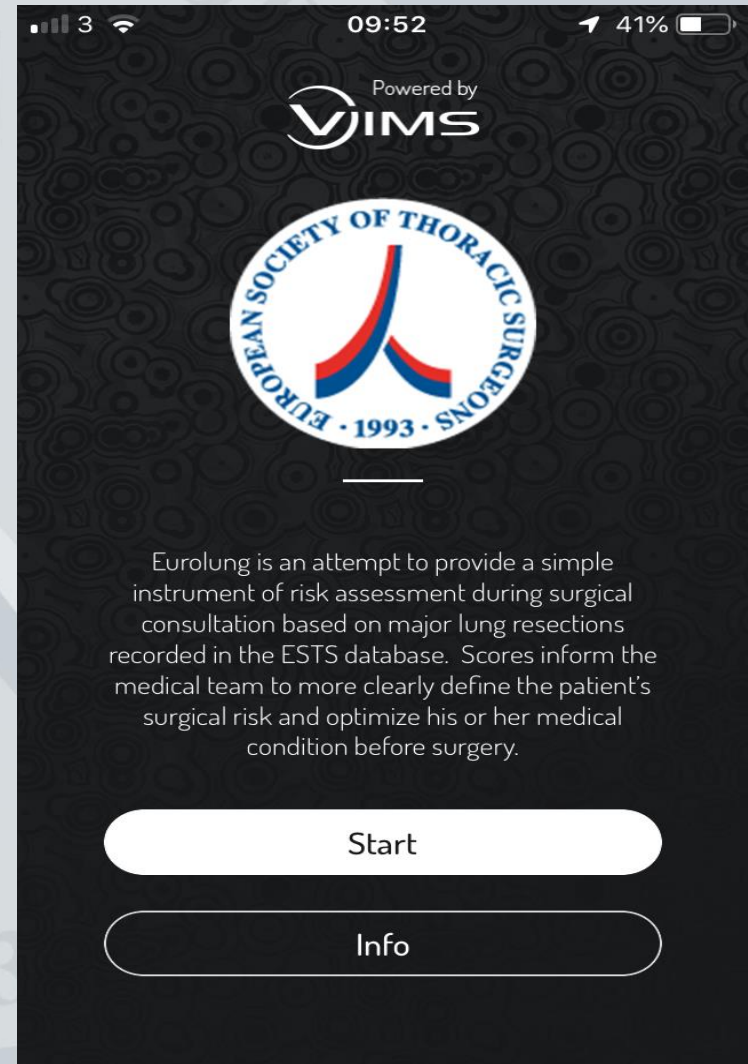 3 09:52 41%
Powered by
VIMS
EUROPEAN SOCIETY OF THORACIC SURGEONS
· 1993 ·
Eurolung is an attempt to provide a simple
instrument of risk assessment during surgical
consultation based on major lung resections
recorded in the ESTS database. Scores inform the
medical team to more clearly define the patient's
surgical risk and optimize his or her medical
condition before surgery.
Start
Info